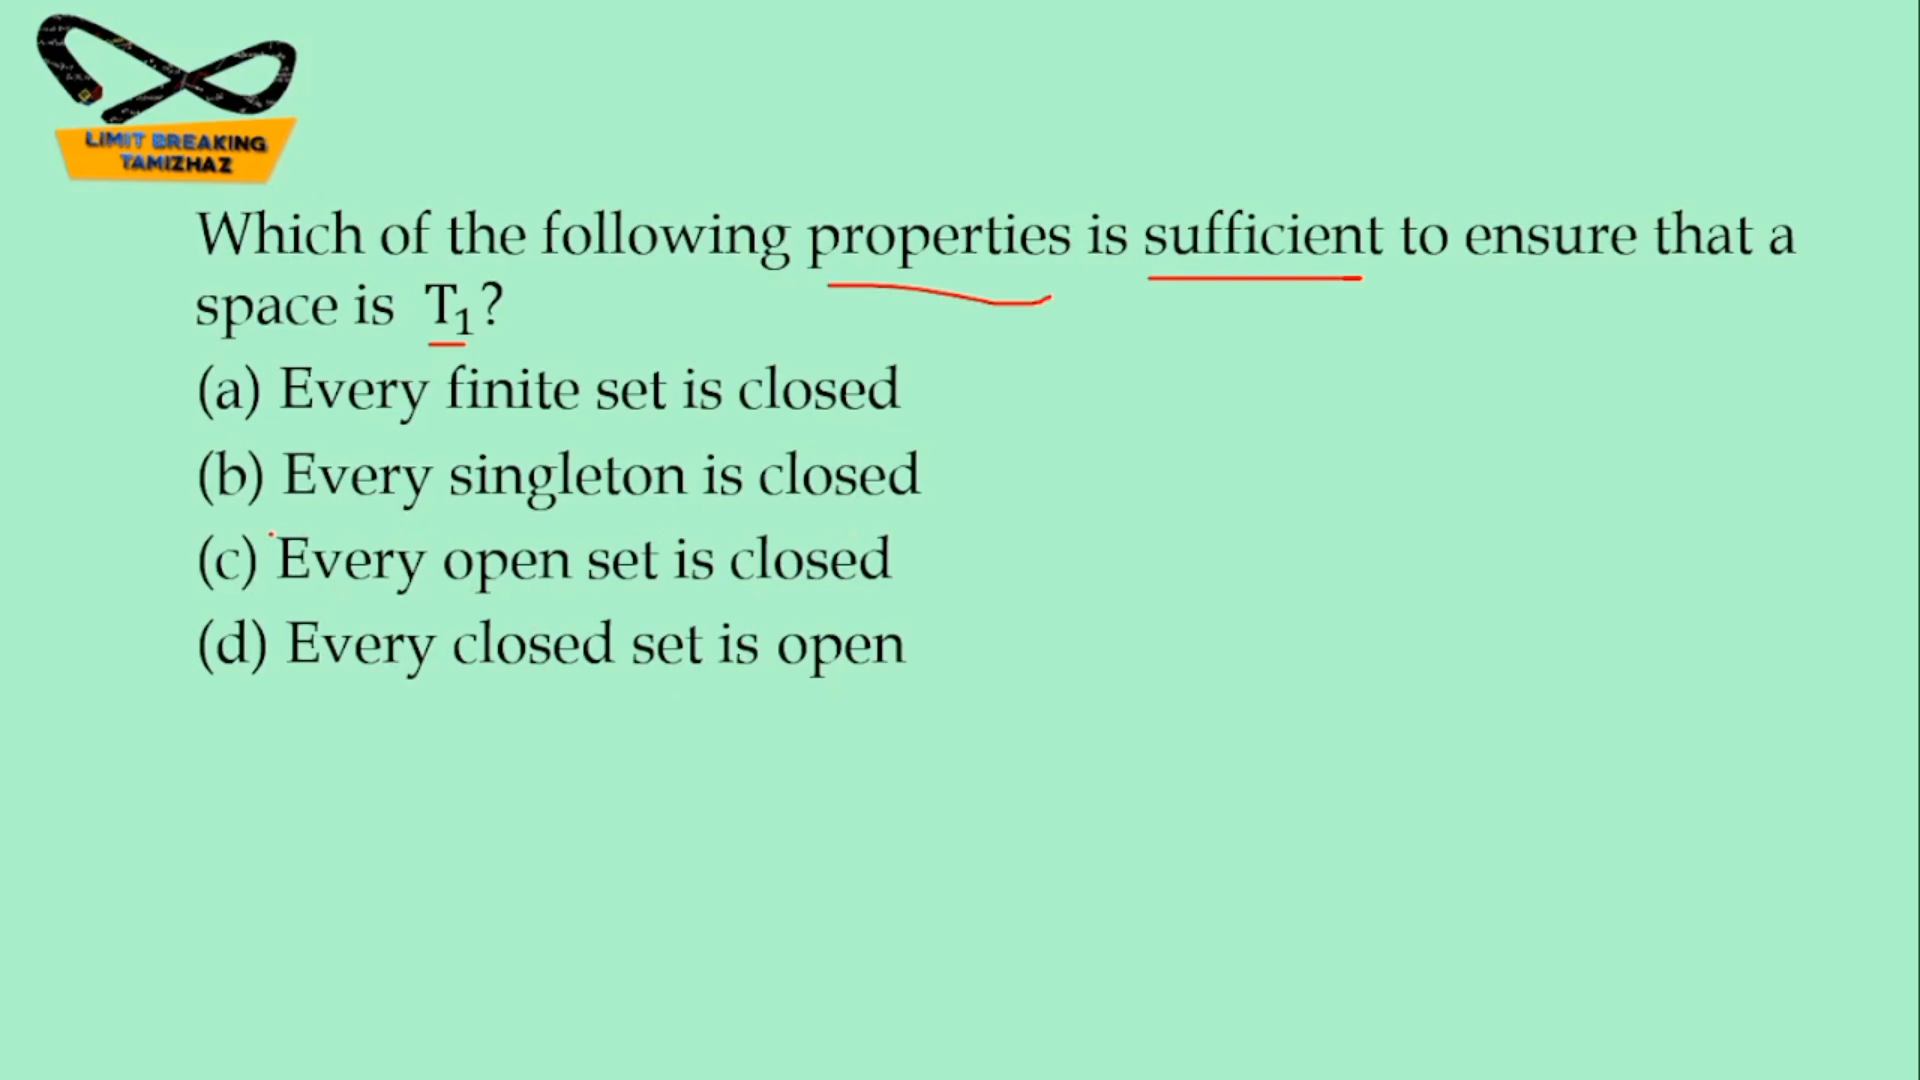 LIMIT BREAKING
TAMIZHAZ
Which of the following properties is sufficient to ensure that a
space is T₁?
(a) Every finite set is closed
(b) Every singleton is closed
(c) Every open set is closed
(d) Every closed set is open